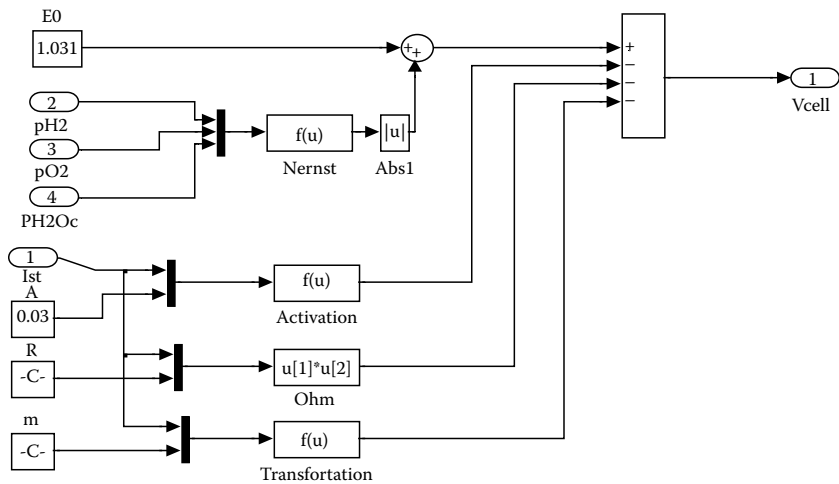 E0
1.031
++
+
−
−
−
1
Vcell
2
pH2
3
pO2
4
PH2Oc
f(u)
Nernst
|u|
Abs1
1
Ist
A
0.03
f(u)
Activation
R
-C-
u[1]*u[2]
Ohm
m
-C-
f(u)
Transfortation